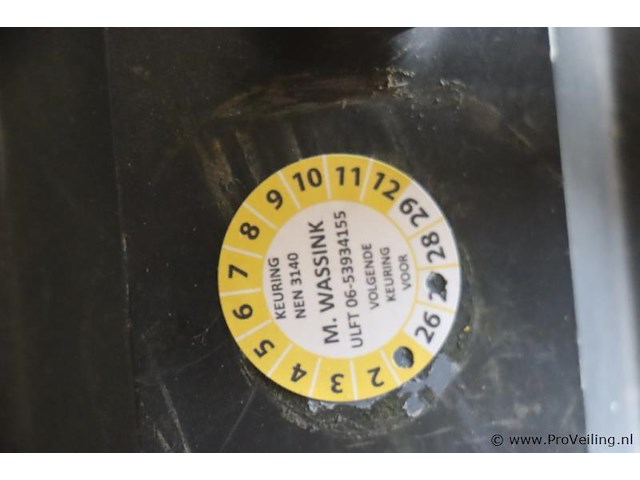 KEURING
NEN 3140
M. WASSINK
ULFT 06-53934155
VOLGENDE
KEURING
VOOR
2 3 4 5 6 7 8 9 10 11 12
29 28 26
© www.ProVeiling.nl